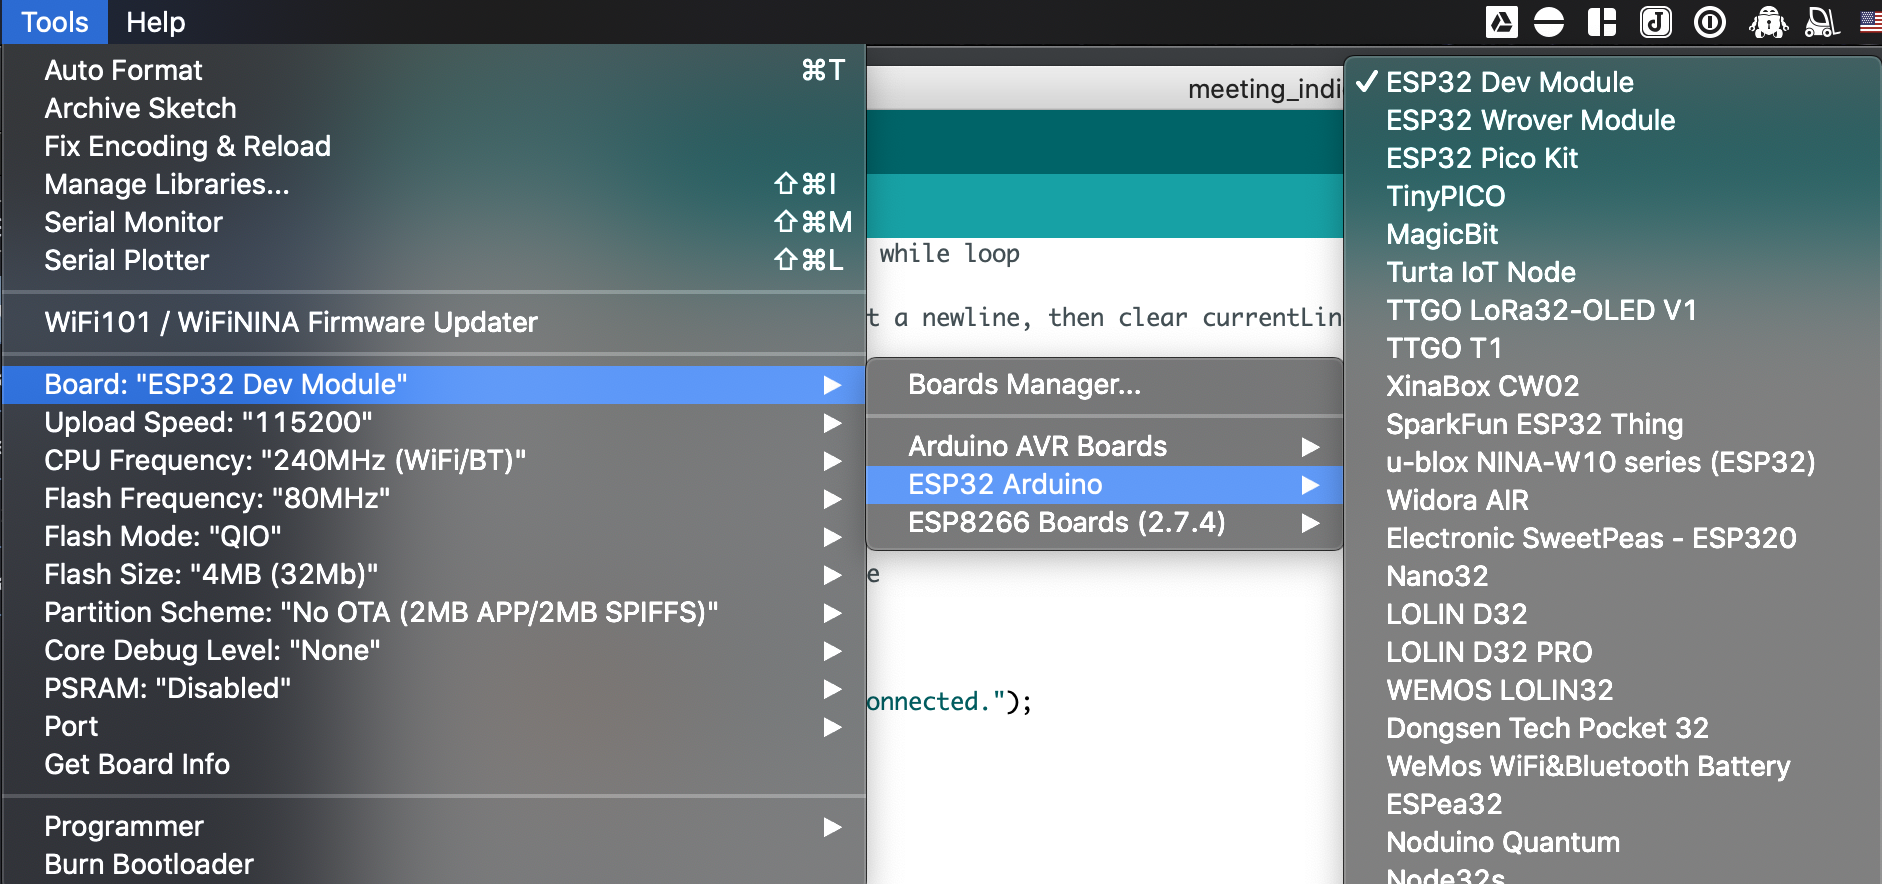 Tools Help
Auto Format ⌘T
Archive Sketch
Fix Encoding & Reload
Manage Libraries... ⇧⌘I
Serial Monitor ⇧⌘M
Serial Plotter ⇧⌘L
WiFi101 / WiFiNINA Firmware Updater
Board: "ESP32 Dev Module"
Upload Speed: "115200"
CPU Frequency: "240MHz (WiFi/BT)"
Flash Frequency: "80MHz"
Flash Mode: "QIO"
Flash Size: "4MB (32Mb)"
Partition Scheme: "No OTA (2MB APP/2MB SPIFFS)"
Core Debug Level: "None"
PSRAM: "Disabled"
Port
Get Board Info
Programmer
Burn Bootloader
meeting_indi
while loop
t a newline, then clear currentLin
Boards Manager...
Arduino AVR Boards
ESP32 Arduino
ESP8266 Boards (2.7.4)
e
onnected.");
✓ ESP32 Dev Module
ESP32 Wrover Module
ESP32 Pico Kit
TinyPICO
MagicBit
Turta IoT Node
TTGO LoRa32-OLED V1
TTGO T1
XinaBox CW02
SparkFun ESP32 Thing
u-blox NINA-W10 series (ESP32)
Widora AIR
Electronic SweetPeas - ESP320
Nano32
LOLIN D32
LOLIN D32 PRO
WEMOS LOLIN32
Dongsen Tech Pocket 32
WeMos WiFi&Bluetooth Battery
ESPea32
Noduino Quantum
Node32s